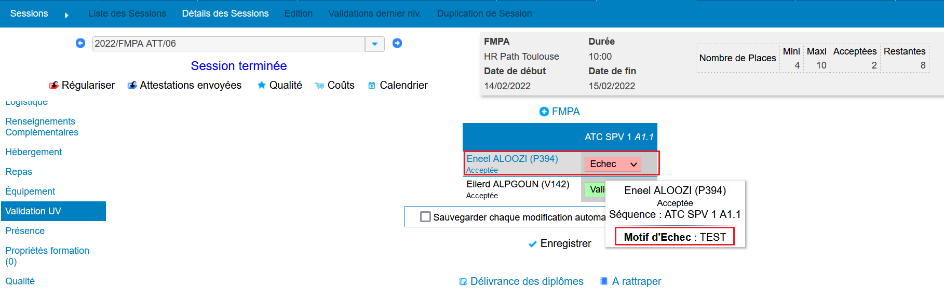 Sessions
Liste des Sessions
Détails des Sessions
Edition
Validations dernier niv.
Duplication de Session
2022/FMPA ATT/06
Session terminée
Régulariser
Attestations envoyées
Qualité
Coûts
Calendrier
FMPA Durée
HR Path Toulouse 10:00
Date de début Date de fin
14/02/2022 15/02/2022
Mini Maxi Acceptées Restantes
Nombre de Places 4 10 2 8
Logistique
Renseignements
Complémentaires
Hébergement
Repas
Équipement
Validation UV
Présence
Propriétés formation
(0)
Qualité
FMPA
ATC SPV 1 A1.1
Eneel ALOOZI (P394)
Acceptée
Echec
Ellerd ALPGOUN (V142)
Acceptée
Vali
Sauvegarder chaque modification automa
Enregistrer
Eneel ALOOZI (P394)
Acceptée
Séquence : ATC SPV 1 A1.1
Motif d'Echec : TEST
Délivrance des diplômes
A rattraper